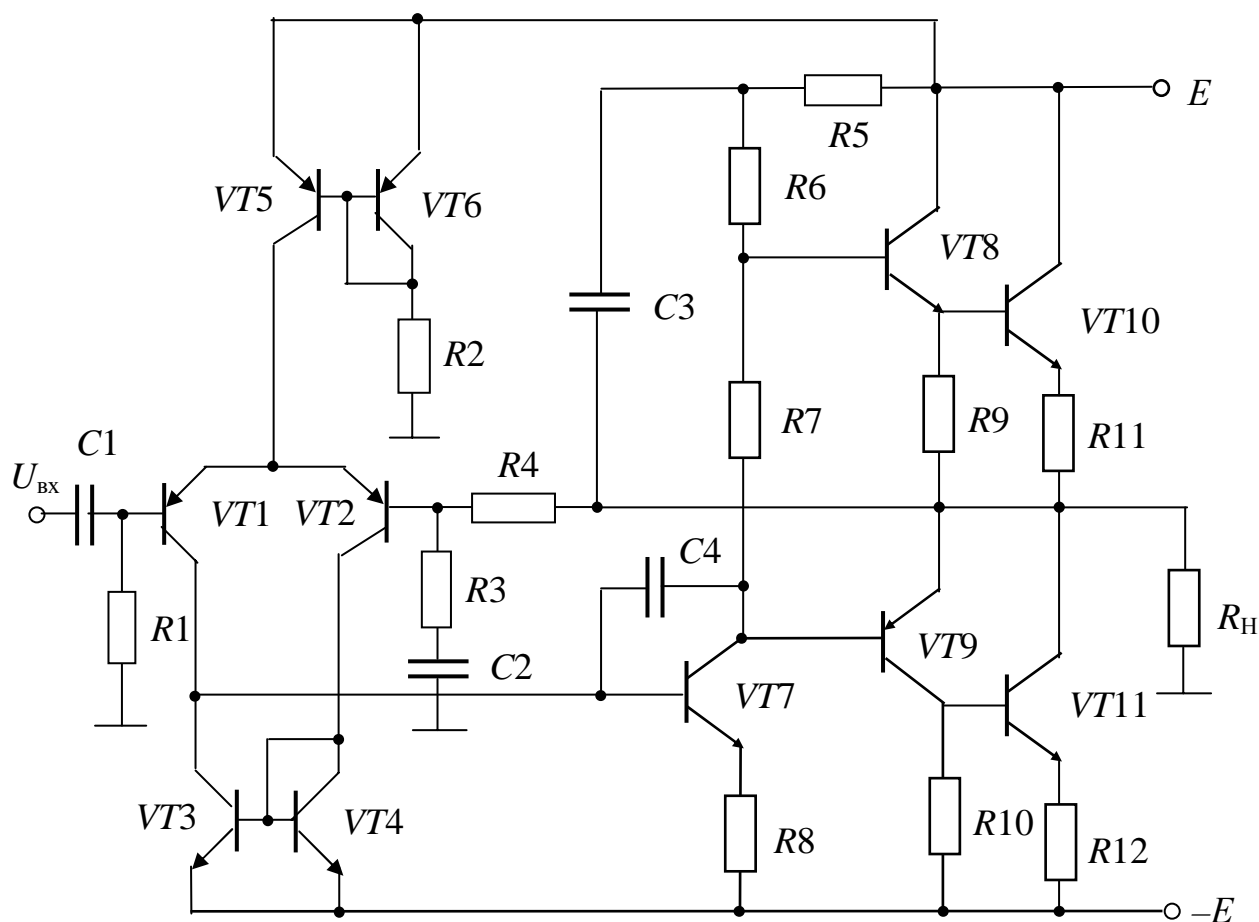 E
R5
R6
VT5
VT6
VT8
C3
VT10
R2
R7
R9
R11
C1
R4
Uвх
VT1
VT2
C4
R3
R1
RН
VT9
C2
VT7
VT11
VT3
VT4
R8
R10
R12
–E